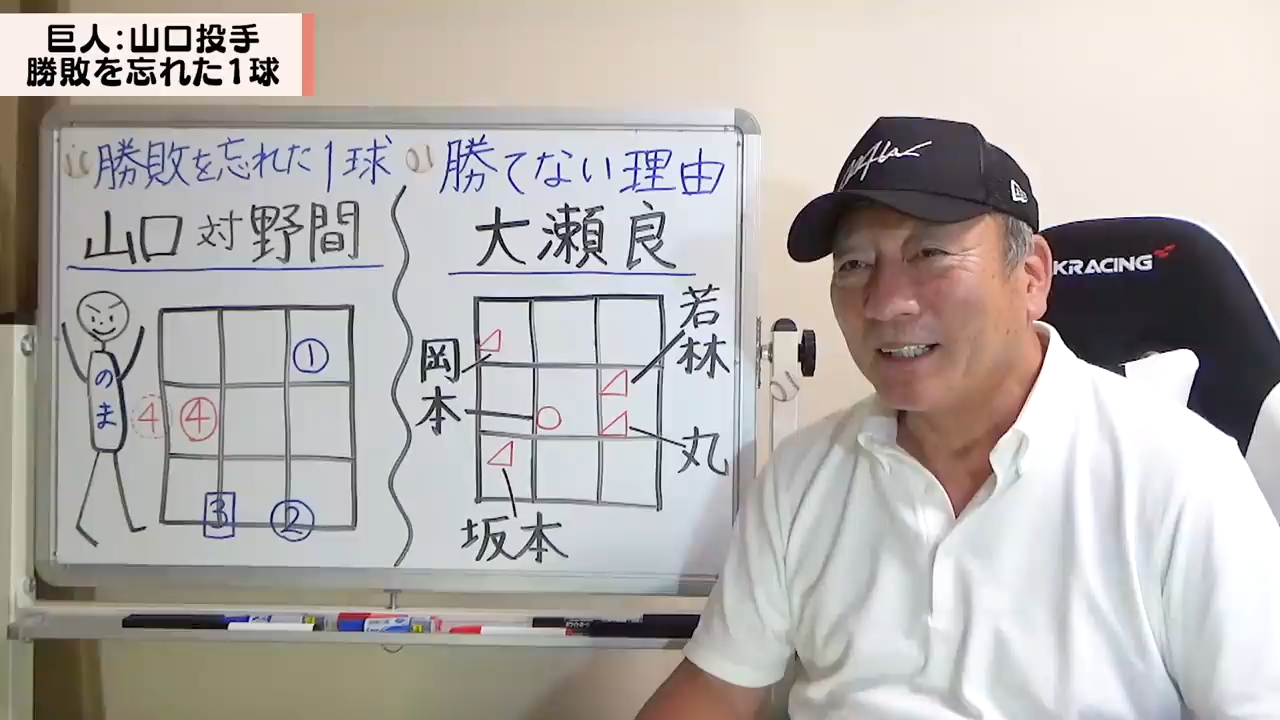 巨人:山口投手
勝敗を忘れた1球
勝敗を忘れた1球
山口対野間
のま
①
④
④
3
②
勝てない理由
大瀬良
若林
岡本
丸
坂本
KRACING